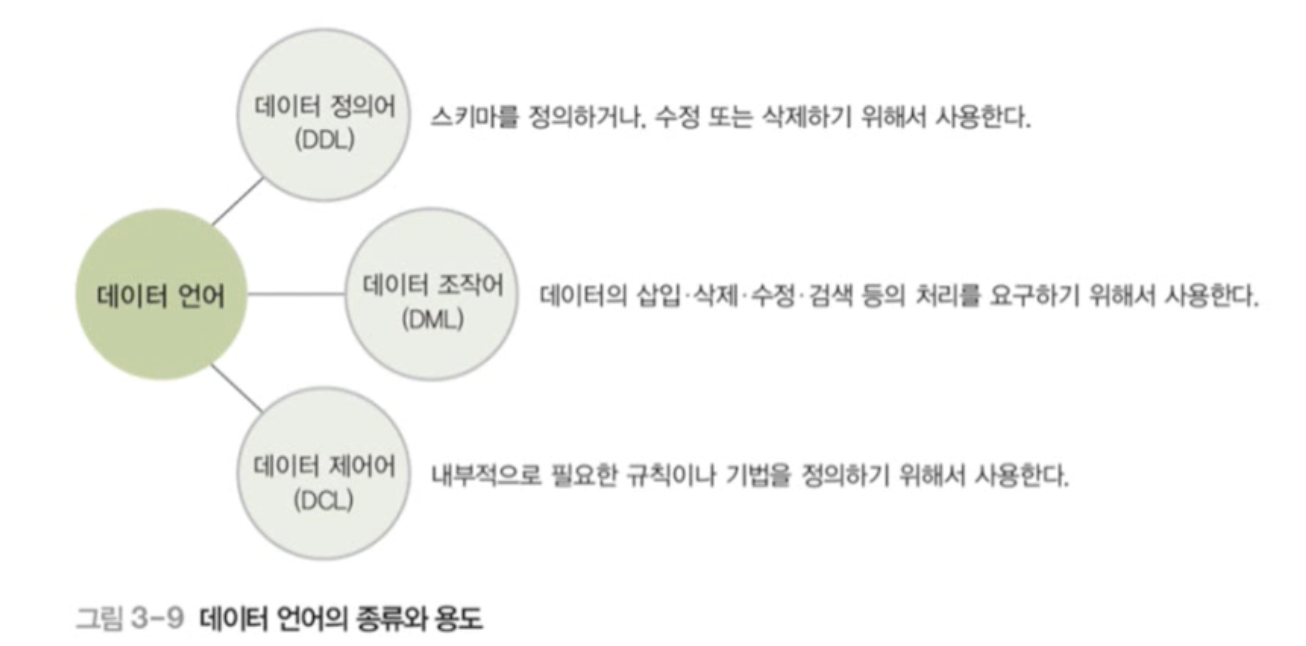 데이터 정의어
(DDL)
스키마를 정의하거나, 수정 또는 삭제하기 위해서 사용한다.
데이터 언어
데이터 조작어
(DML)
데이터의 삽입·삭제·수정·검색 등의 처리를 요구하기 위해서 사용한다.
데이터 제어어
(DCL)
내부적으로 필요한 규칙이나 기법을 정의하기 위해서 사용한다.
그림 3-9 데이터 언어의 종류와 용도